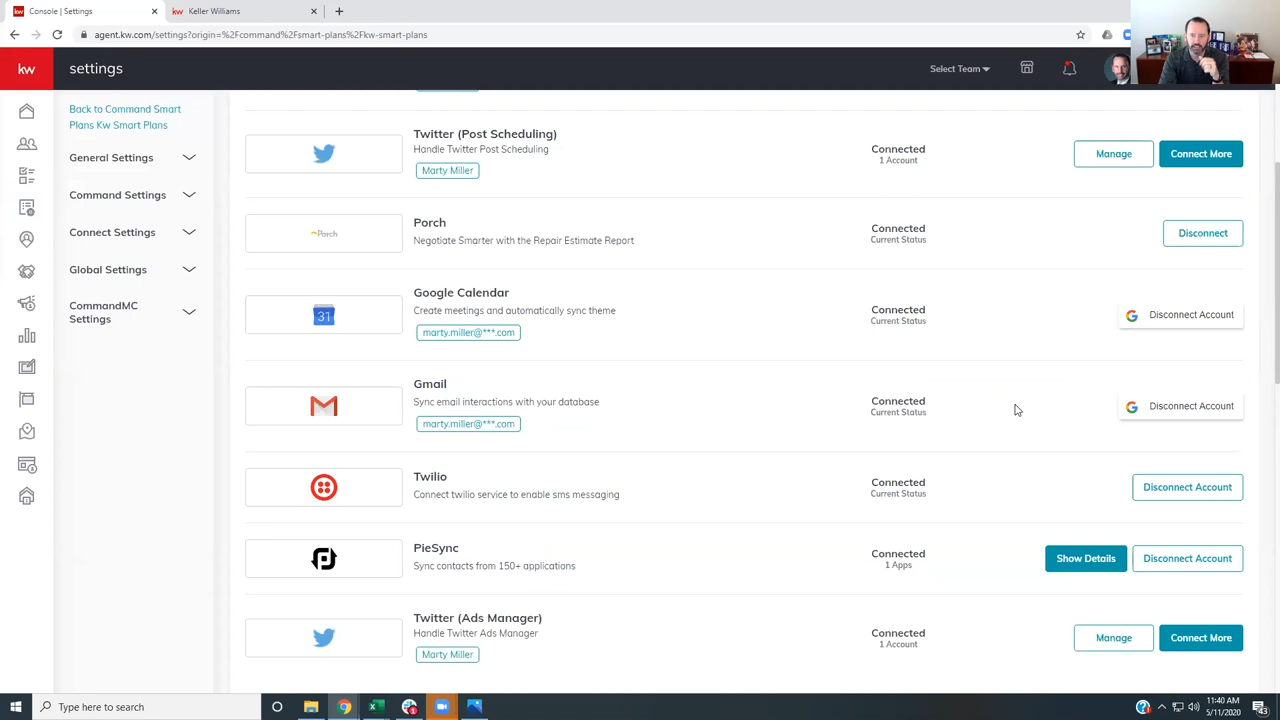 Console | Settings
Keller Williams
agent.kw.com/settings?origin=%2Fcommand%2Fsmart-plans%2Fkw-smart-plans
kw
settings
Select Team
Back to Command Smart
Plans Kw Smart Plans
General Settings
Command Settings
Connect Settings
Global Settings
CommandMC
Settings
Twitter (Post Scheduling)
Handle Twitter Post Scheduling
Marty Miller
Connected
1 Account
Manage
Connect More
Porch
Porch
Negotiate Smarter with the Repair Estimate Report
Connected
Current Status
Disconnect
31
Google Calendar
Create meetings and automatically sync theme
marty.miller@***.com
Connected
Current Status
Disconnect Account
Gmail
Sync email interactions with your database
marty.miller@***.com
Connected
Current Status
Disconnect Account
Twilio
Connect twilio service to enable sms messaging
Connected
Current Status
Disconnect Account
PieSync
Sync contacts from 150+ applications
Connected
1 Apps
Show Details
Disconnect Account
Twitter (Ads Manager)
Handle Twitter Ads Manager
Marty Miller
Connected
1 Account
Manage
Connect More
Type here to search
11:40 AM
5/11/2020
43